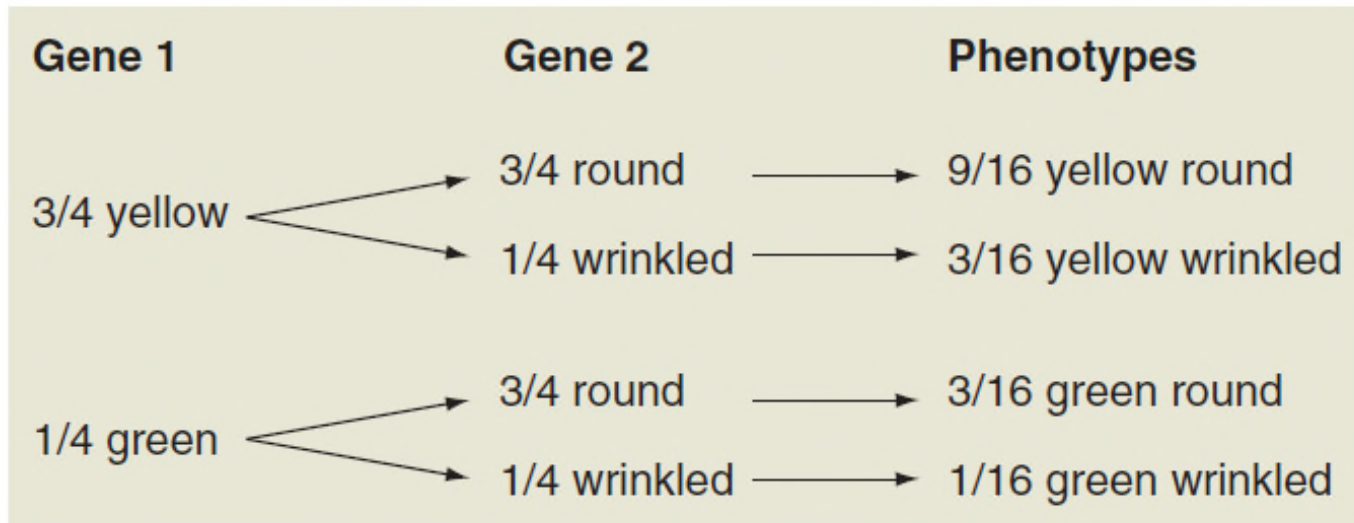 Gene 1 Gene 2 Phenotypes
3/4 round 9/16 yellow round
3/4 yellow
1/4 wrinkled 3/16 yellow wrinkled
3/4 round 3/16 green round
1/4 green
1/4 wrinkled 1/16 green wrinkled